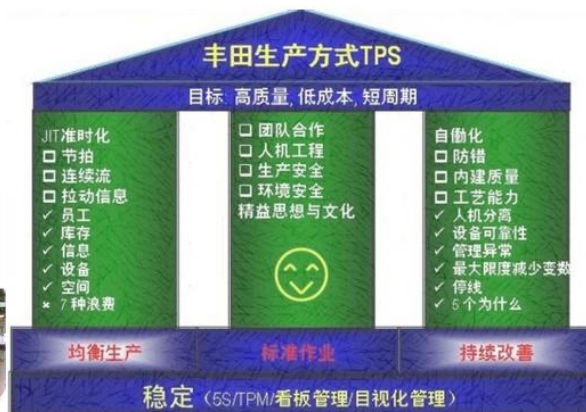 丰田生产方式TPS
目标: 高质量, 低成本, 短周期
JIT准时化
☐ 节拍
☐ 连续流
☐ 拉动信息
✓ 员工
✓ 库存
✓ 信息
✓ 设备
✓ 空间
× 7 种浪费
☐ 团队合作
☐ 人机工程
☐ 生产安全
☐ 环境安全
精益思想与文化
自働化
☐ 防错
☐ 内建质量
☐ 工艺能力
✓ 人机分离
✓ 设备可靠性
✓ 管理异常
✓ 最大限度减少变数
✓ 停线
✓ 5 个为什么
均衡生产
标准作业
持续改善
稳定（5S/TPM/看板管理/目视化管理）